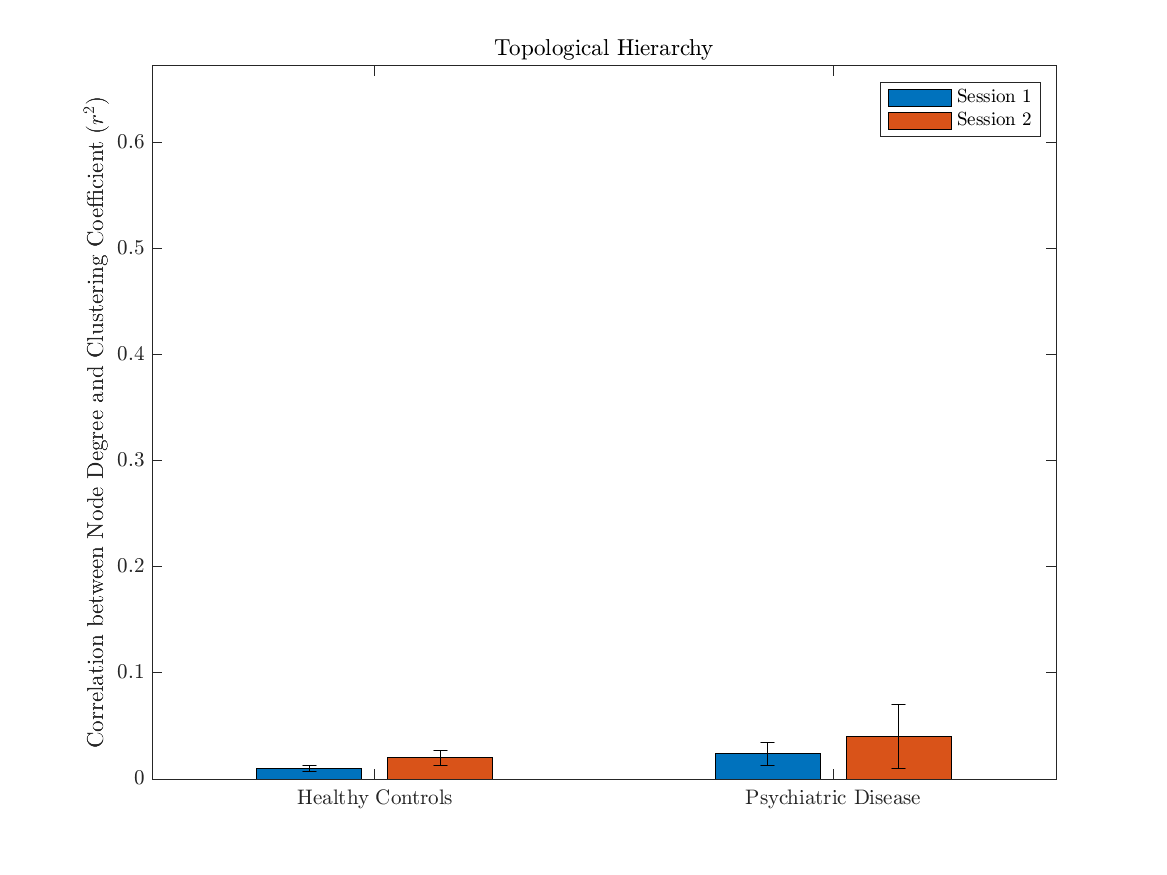 Topological Hierarchy
Session 1
Session 2
Correlation between Node Degree and Clustering Coefficient (r²)
0.6
0.5
0.4
0.3
0.2
0.1
0
Healthy Controls
Psychiatric Disease